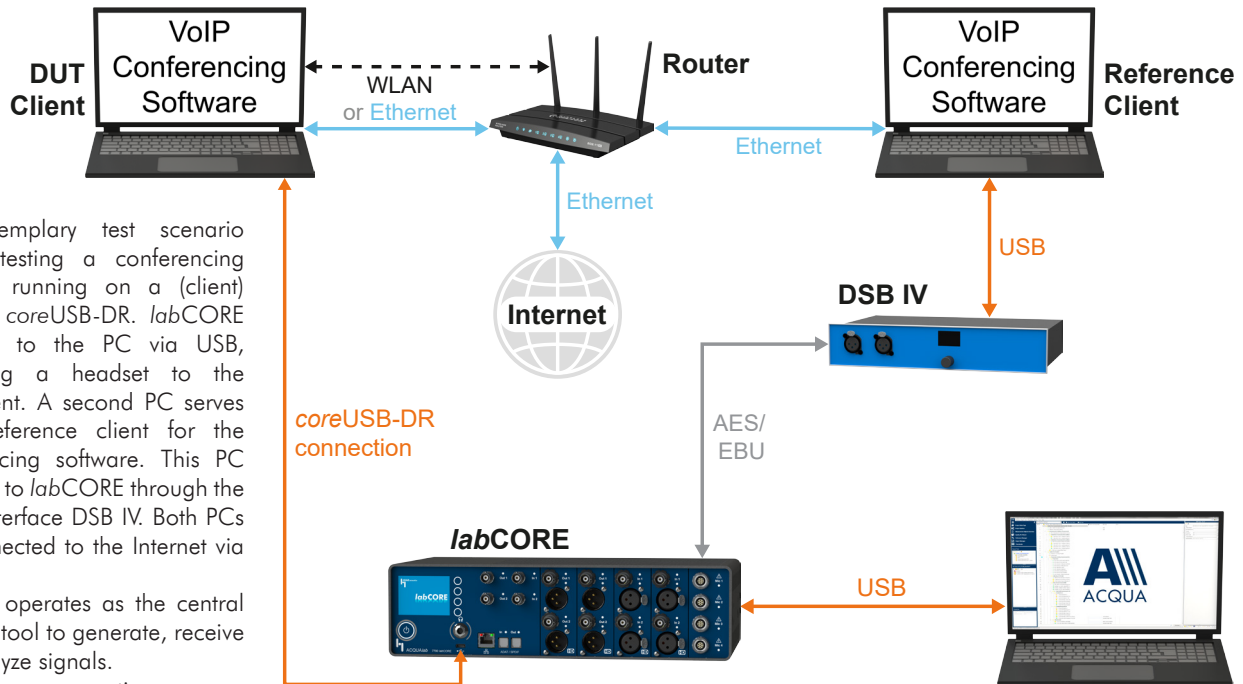 VoIP
Conferencing
Software
DUT
Client
WLAN
or Ethernet
Router
Ethernet
VoIP
Conferencing
Software
Reference
Client
Ethernet
Internet
USB
DSB IV
emplary test scenario
testing a conferencing
running on a (client)
coreUSB-DR. labCORE
to the PC via USB,
g a headset to the
ent. A second PC serves
eference client for the
cing software. This PC
to labCORE through the
terface DSB IV. Both PCs
nected to the Internet via
operates as the central
tool to generate, receive
yze signals.
coreUSB-DR
connection
AES/
EBU
labCORE
labCORE
USB
ACQUA